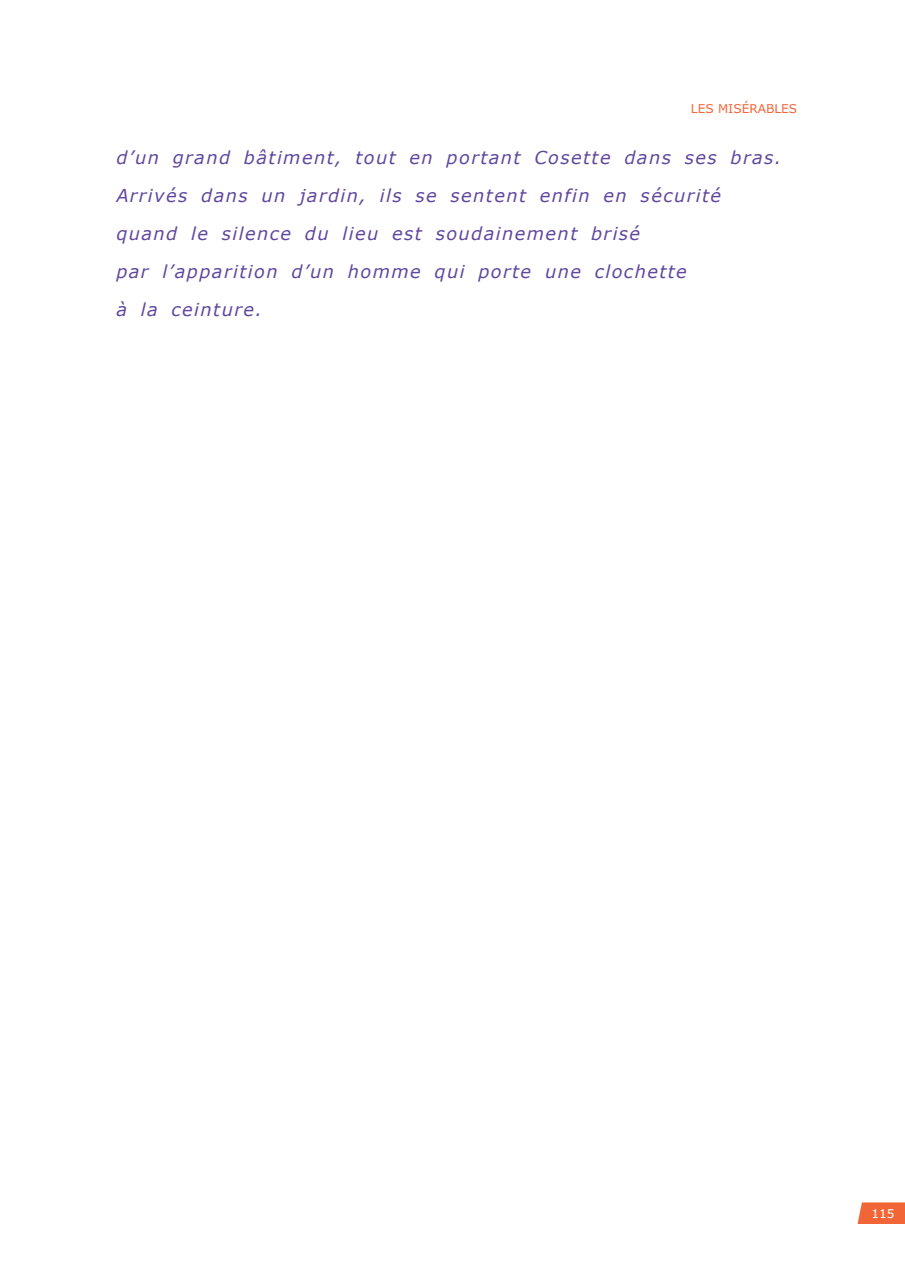 LES MISÉRABLES
d’un grand bâtiment, tout en portant Cosette dans ses bras.
Arrivés dans un jardin, ils se sentent enfin en sécurité
quand le silence du lieu est soudainement brisé
par l’apparition d’un homme qui porte une clochette
à la ceinture.
115